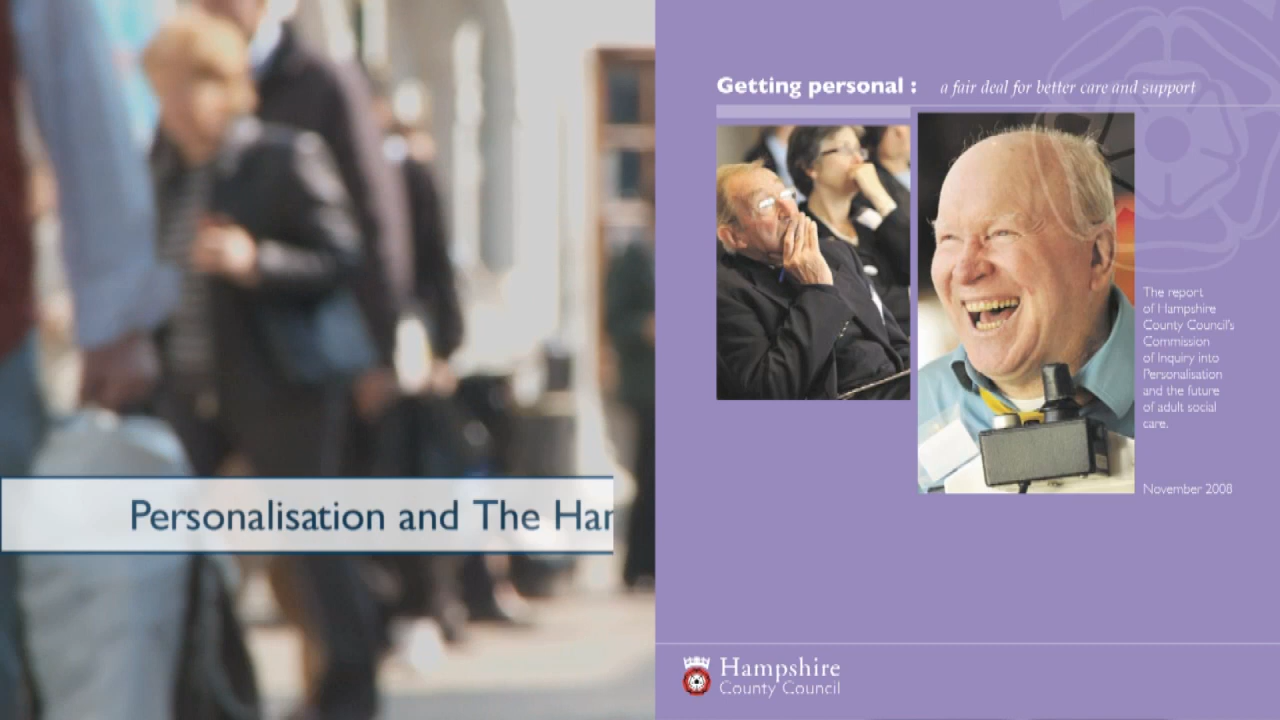 Personalisation and The Har
Getting personal : a fair deal for better care and support
The report
of Hampshire
County Council's
Commission
of Inquiry into
Personalisation
and the future
of adult social
care.
November 2008
Hampshire
County Council